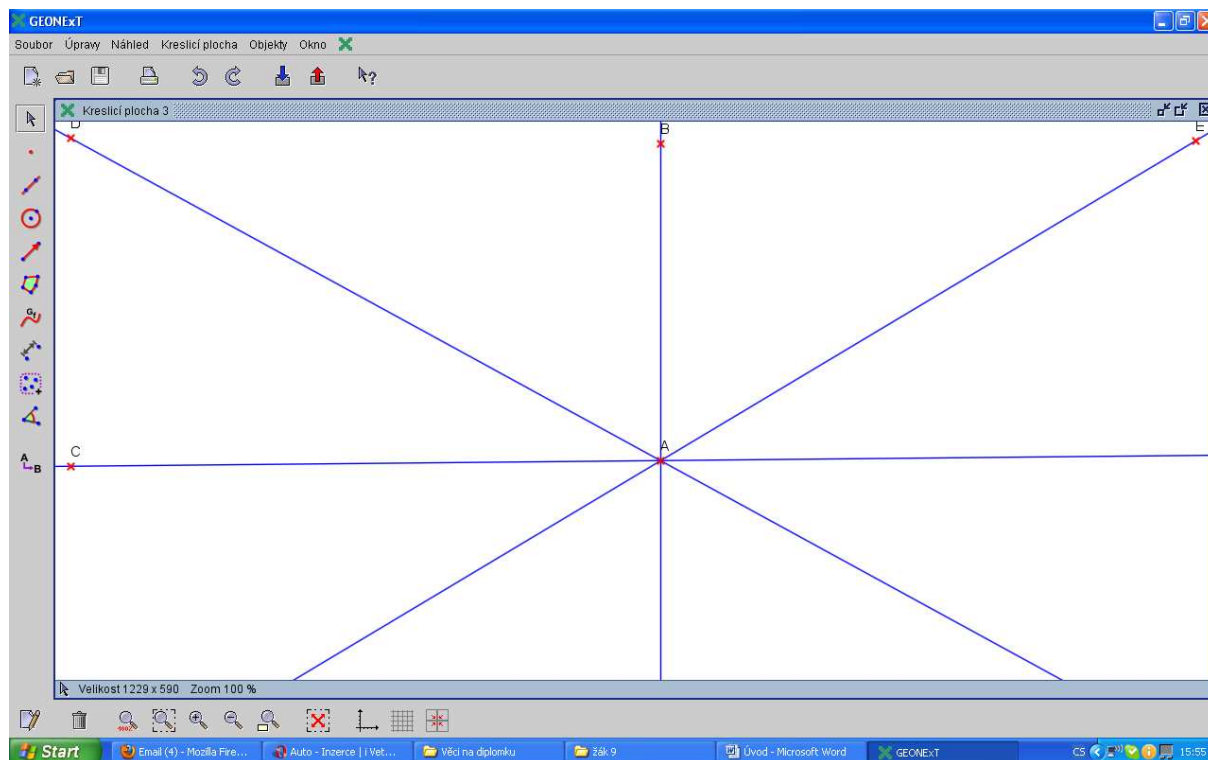 GEONExT
Soubor Úpravy Náhled Kreslicí plocha Objekty Okno
Kreslicí plocha 3
D
B
E
C
A
A
B
Velikost 1229 x 590 Zoom 100 %
Start Email (4) - Mozilla Fire... Auto - Inzerce | i Vet... Věci na diplomku žák 9 Úvod - Microsoft Word GEONExT CS 15:55